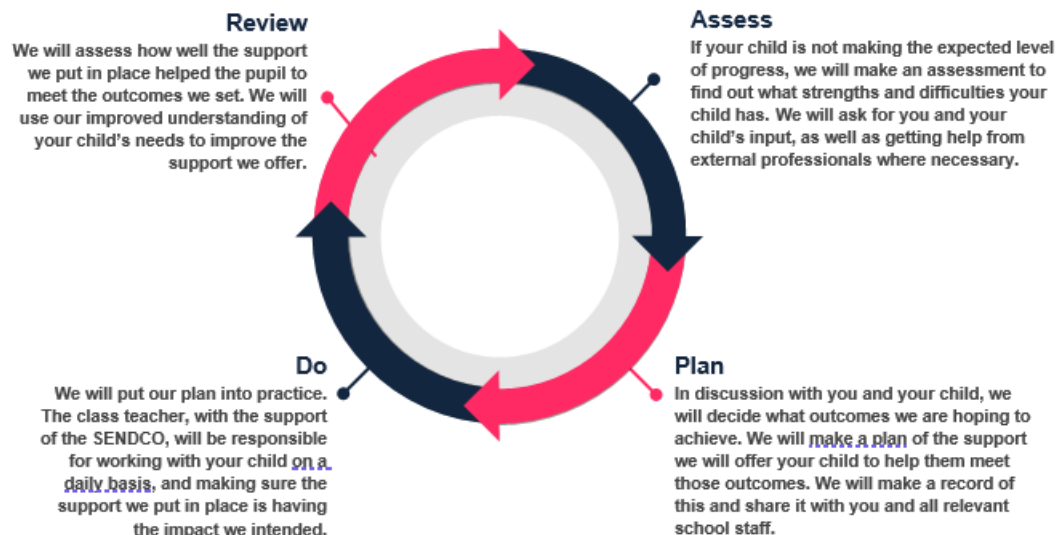 Review
We will assess how well the support
we put in place helped the pupil to
meet the outcomes we set. We will
use our improved understanding of
your child's needs to improve the
support we offer.
Assess
If your child is not making the expected level
of progress, we will make an assessment to
find out what strengths and difficulties your
child has. We will ask for you and your
child's input, as well as getting help from
external professionals where necessary.
Do
We will put our plan into practice.
The class teacher, with the support
of the SENDCO, will be responsible
for working with your child on a
daily basis, and making sure the
support we put in place is having
the impact we intended.
Plan
In discussion with you and your child, we
will decide what outcomes we are hoping to
achieve. We will make a plan of the support
we will offer your child to help them meet
those outcomes. We will make a record of
this and share it with you and all relevant
school staff.